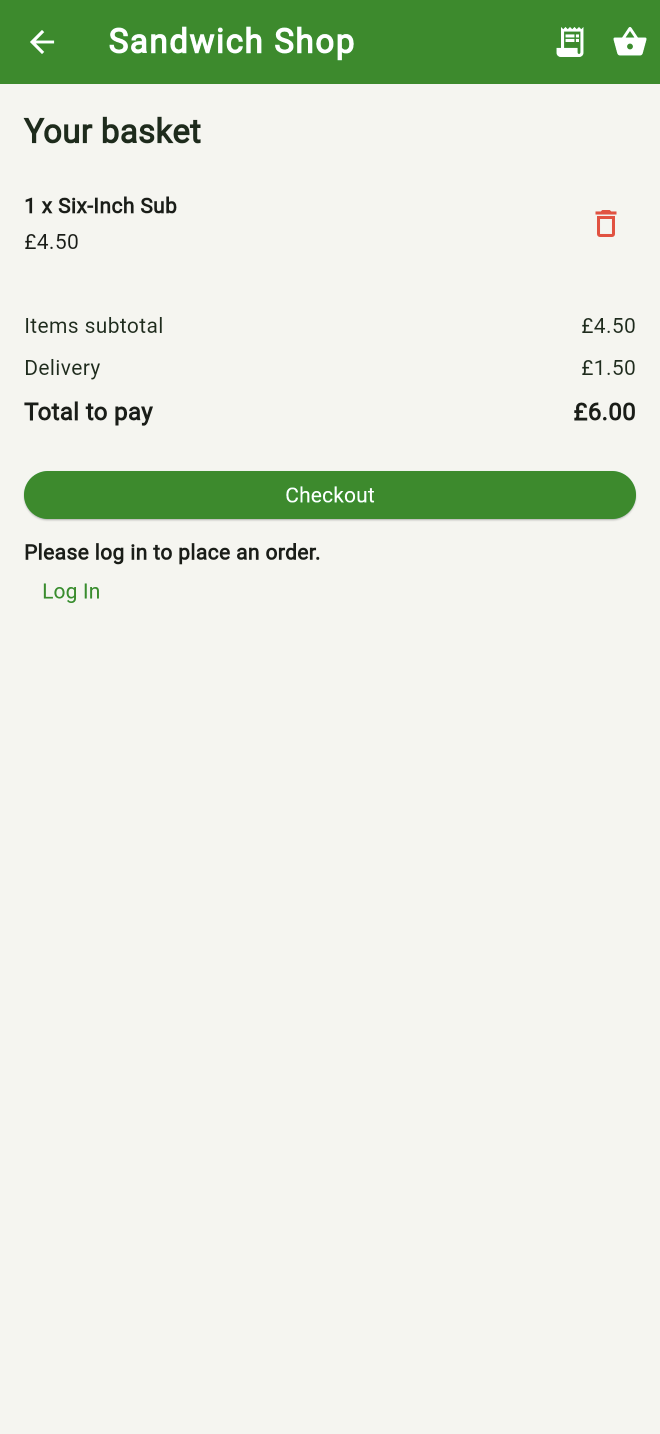 Sandwich Shop
Your basket
1 x Six-Inch Sub
£4.50
Items subtotal £4.50
Delivery £1.50
Total to pay £6.00
Checkout
Please log in to place an order.
Log In